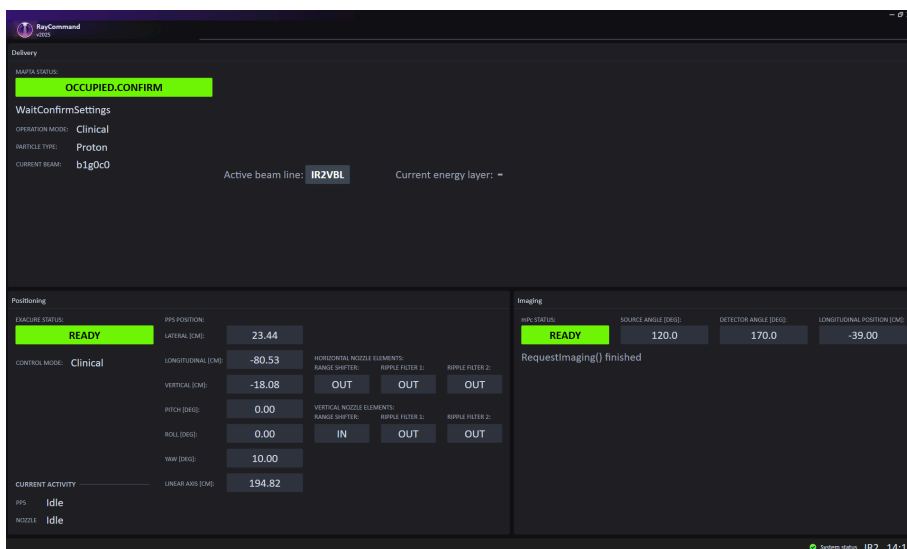 RayCommand
v2025
Delivery
MAPTA STATUS:
OCCUPIED.CONFIRM
WaitConfirmSettings
OPERATION MODE: Clinical
PARTICLE TYPE: Proton
CURRENT BEAM: b1g0c0
Active beam line: IR2VBL Current energy layer: -
Positioning
EXACURE STATUS:
READY
CONTROL MODE: Clinical
CURRENT ACTIVITY
PPS Idle
NOZZLE Idle
PPS POSITION:
LATERAL [CM]: 23.44
LONGITUDINAL [CM]: -80.53
VERTICAL [CM]: -18.08
PITCH [DEG]: 0.00
ROLL [DEG]: 0.00
YAW [DEG]: 10.00
LINEAR AXIS [CM]: 194.82
HORIZONTAL NOZZLE ELEMENTS:
RANGE SHIFTER: RIPPLE FILTER 1: RIPPLE FILTER 2:
OUT OUT OUT
VERTICAL NOZZLE ELEMENTS:
RANGE SHIFTER: RIPPLE FILTER 1: RIPPLE FILTER 2:
IN OUT OUT
Imaging
mPc STATUS: SOURCE ANGLE [DEG]: DETECTOR ANGLE [DEG]: LONGITUDINAL POSITION [CM]:
READY 120.0 170.0 -39.00
RequestImaging() finished
System status IR2